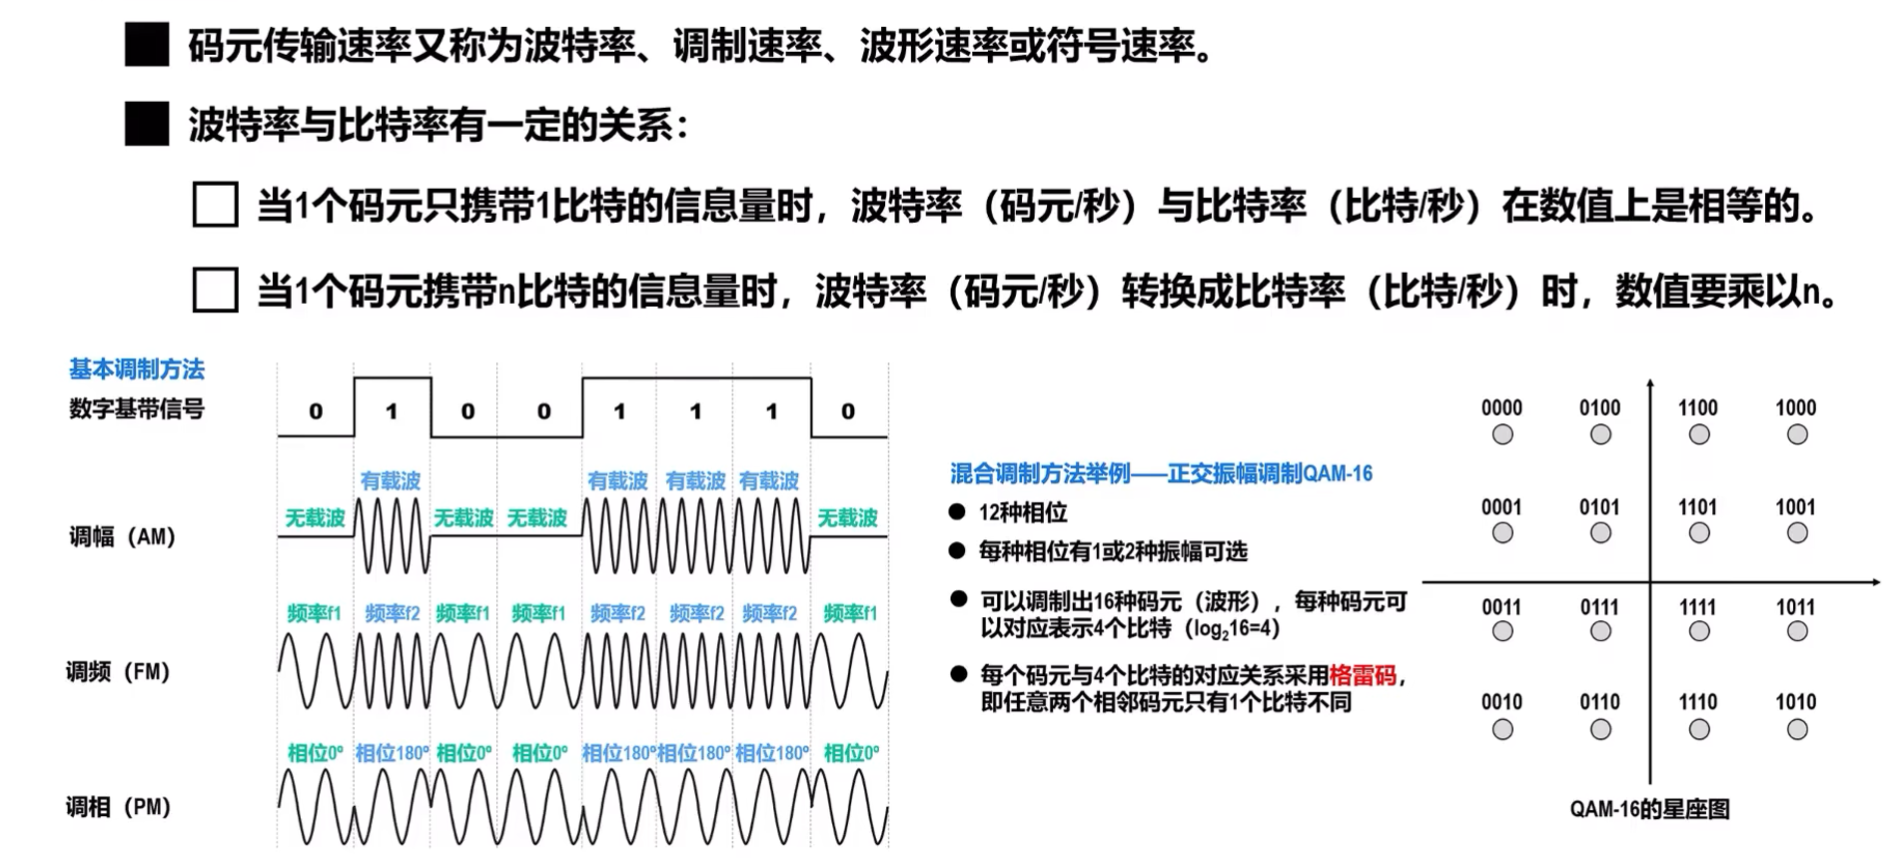 码元传输速率又称为波特率、调制速率、波形速率或符号速率。
波特率与比特率有一定的关系：
当1个码元只携带1比特的信息量时，波特率（码元/秒）与比特率（比特/秒）在数值上是相等的。
当1个码元携带n比特的信息量时，波特率（码元/秒）转换成比特率（比特/秒）时，数值要乘以n。
基本调制方法
数字基带信号
0 1 0 0 1 1 1 0
调幅（AM）
无载波 有载波 无载波 无载波 有载波 有载波 有载波 无载波
调频（FM）
频率f1 频率f2 频率f1 频率f1 频率f2 频率f2 频率f2 频率f1
调相（PM）
相位0° 相位180° 相位0° 相位0° 相位180° 相位180° 相位180° 相位0°
混合调制方法举例——正交振幅调制QAM-16
12种相位
每种相位有1或2种振幅可选
可以调制出16种码元（波形），每种码元可
以对应表示4个比特（log₂16=4）
每个码元与4个比特的对应关系采用格雷码，
即任意两个相邻码元只有1个比特不同
0000 0100 1100 1000
0001 0101 1101 1001
0011 0111 1111 1011
0010 0110 1110 1010
QAM-16的星座图